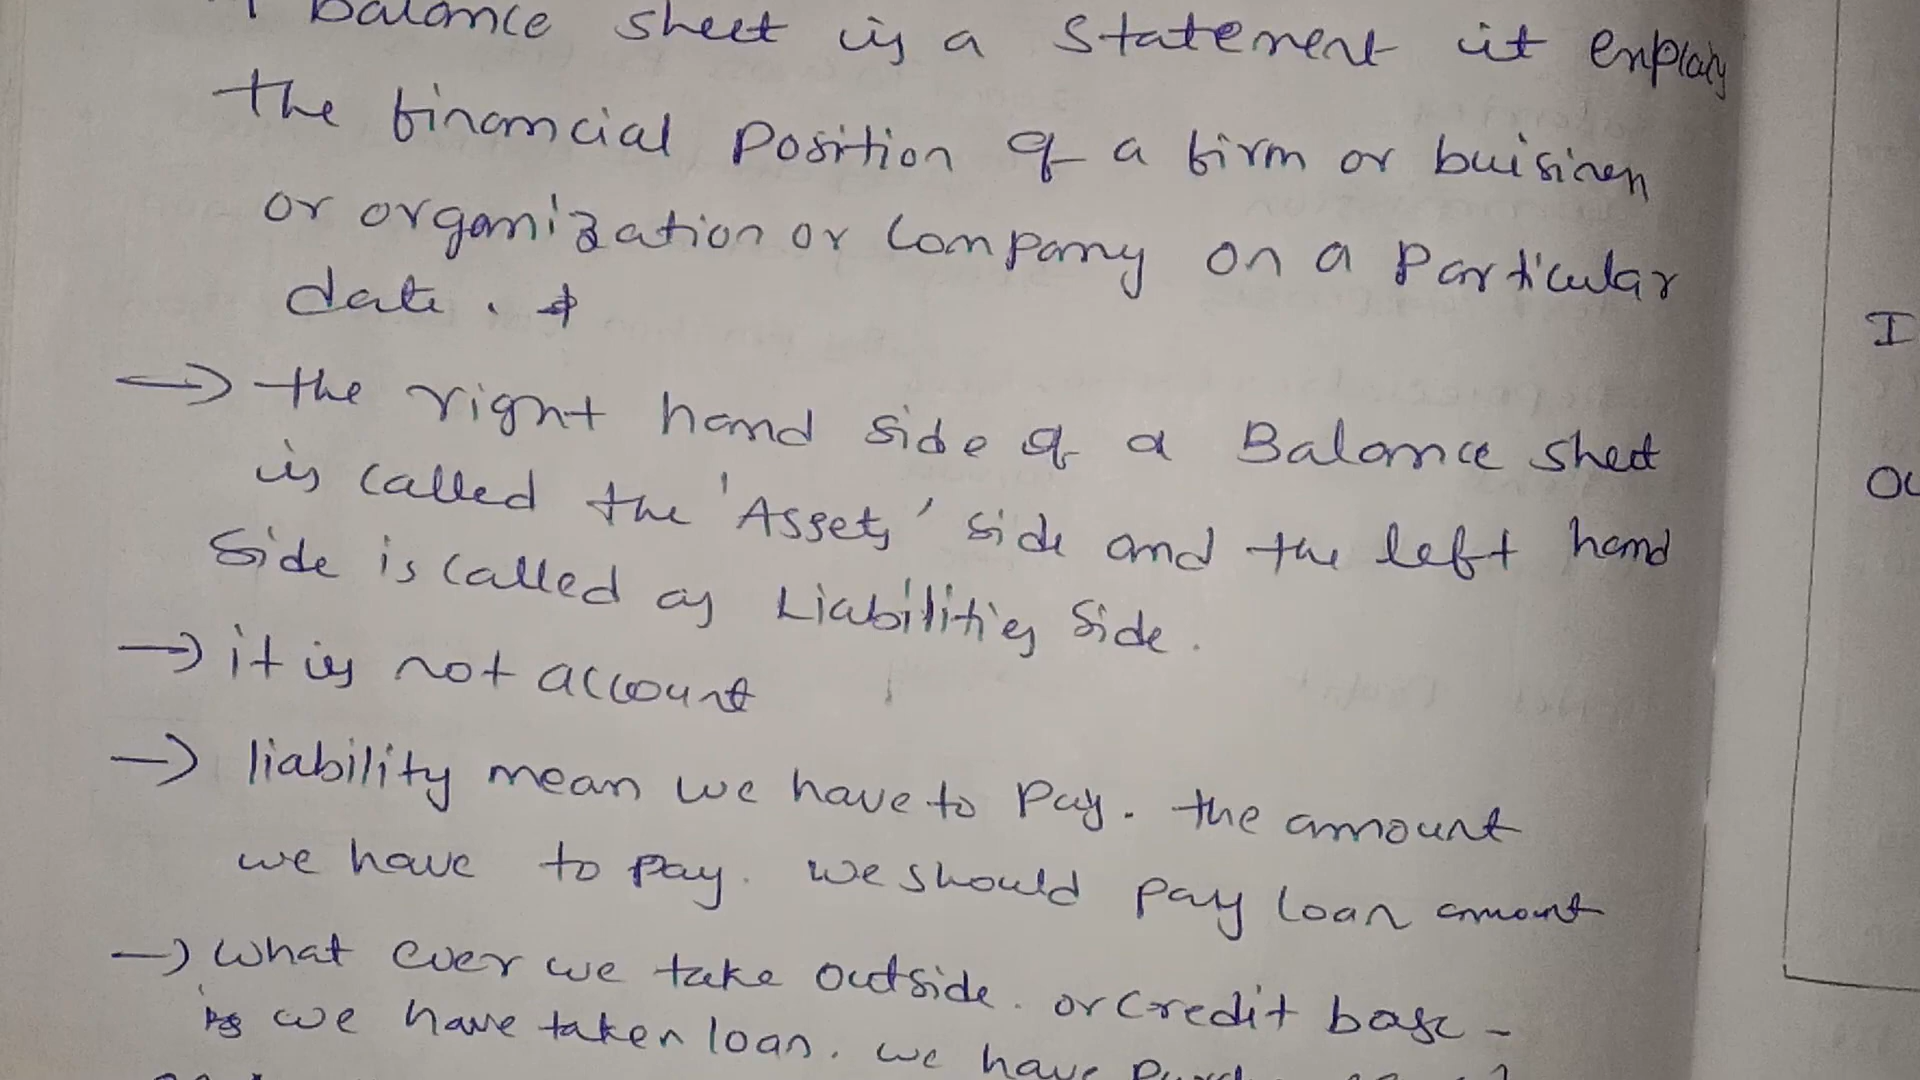 Balance sheet is a statement it explains
the financial position of a firm or buisiness
or organization or company on a particular
date.
→ the right hand side of a Balance sheet
is called the 'Assets' side and the left hand
side is called as Liabilities side.
→ it is not account
→ liability mean we have to pay. the amount
we have to pay. we should pay loan amount
→ what ever we take outside. or credit base -
we have taken loan. we have
I